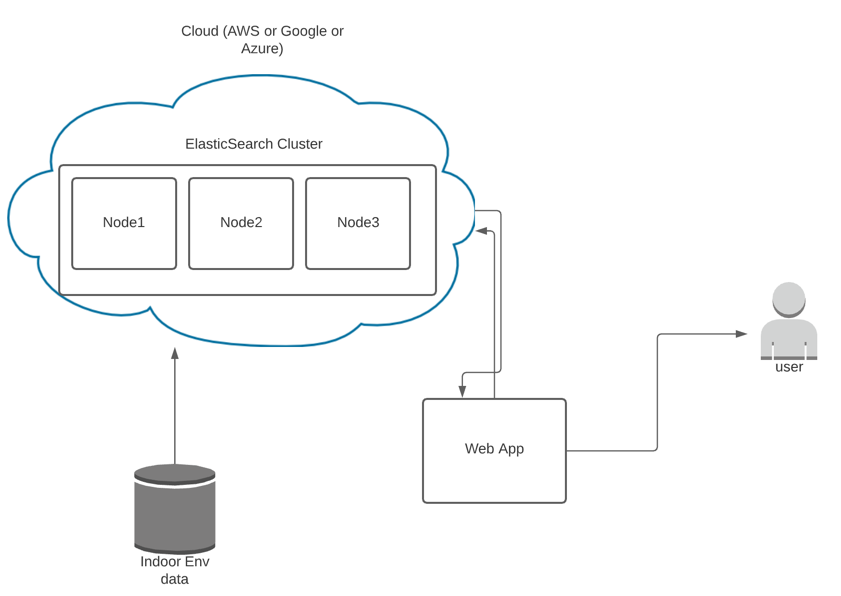 Cloud (AWS or Google or
Azure)
ElasticSearch Cluster
Node1
Node2
Node3
user
Web App
Indoor Env
data